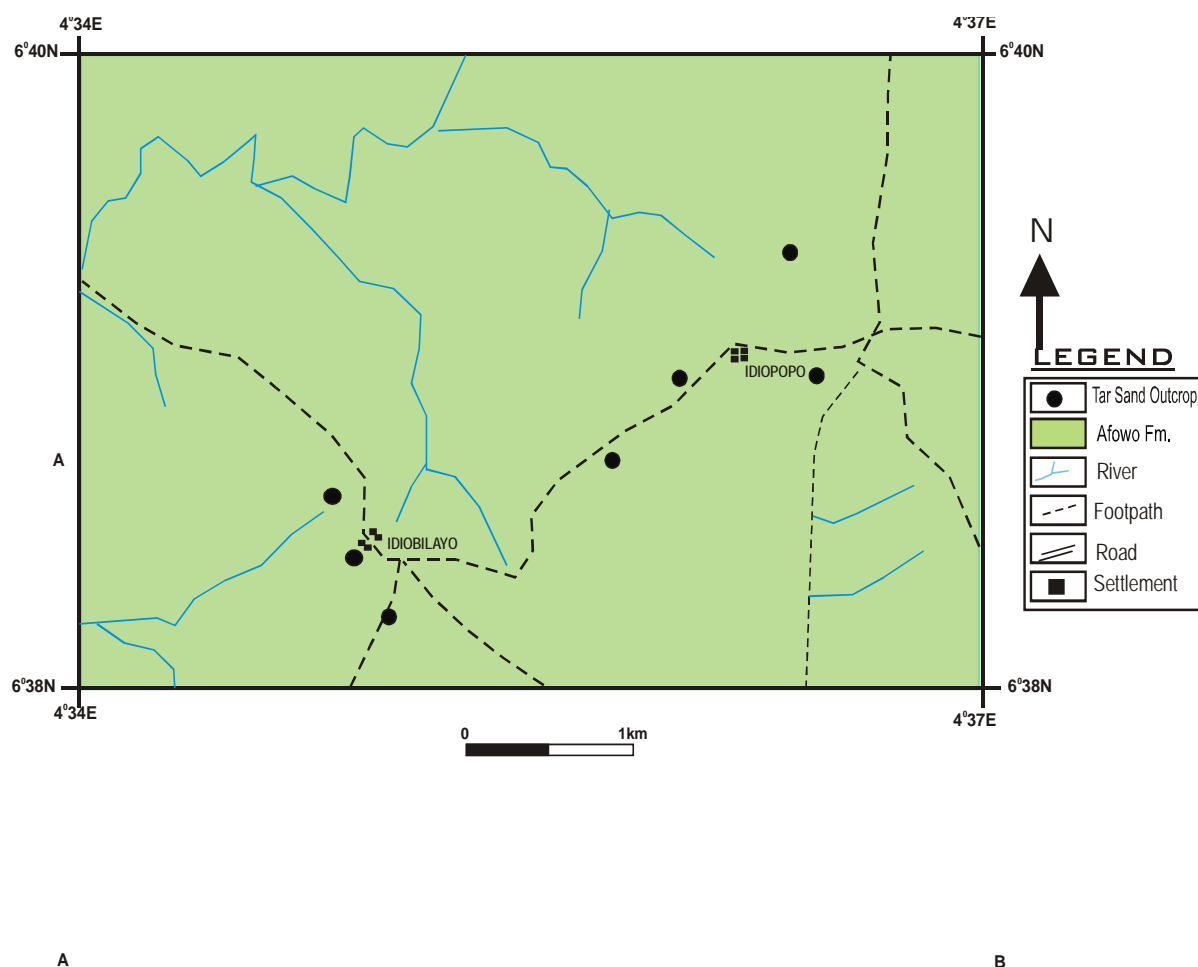 4°34E
4°37E
6°40N
6°40N
N
LEGEND
Tar Sand Outcrop
IDIOPOPO
Afowo Fm.
A
River
Footpath
IDIOBILAYO
Road
Settlement
6°38N
6°38N
4°34E
4°37E
0 1km
A
B